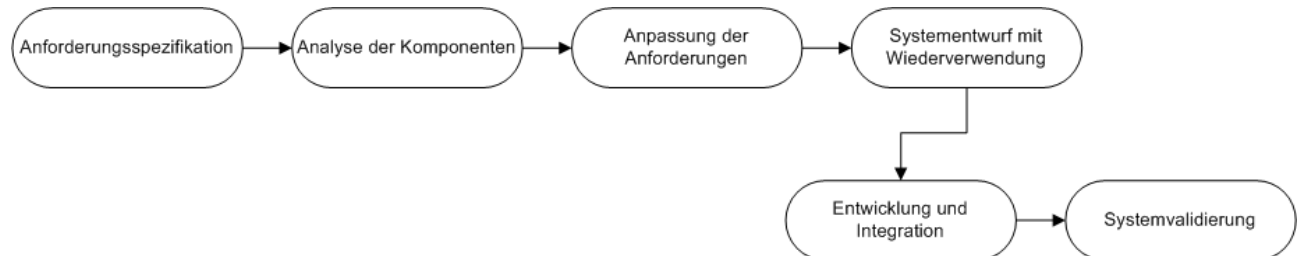 Anforderungsspezifikation
Analyse der Komponenten
Anpassung der
Anforderungen
Systementwurf mit
Wiederverwendung
Entwicklung und
Integration
Systemvalidierung